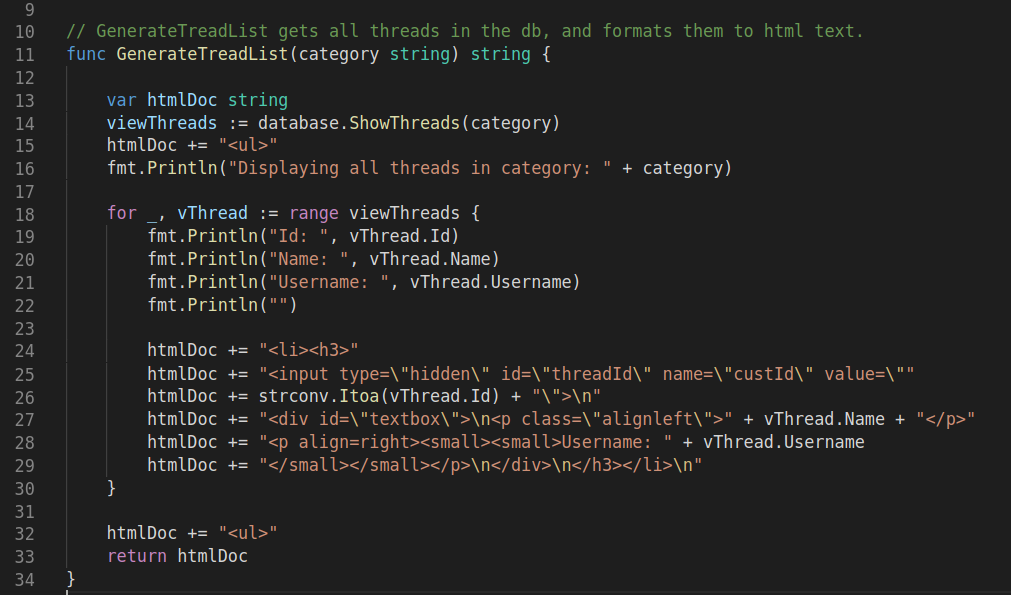 9
10 // GenerateTreadList gets all threads in the db, and formats them to html text.
11 func GenerateTreadList(category string) string {
12
13     var htmlDoc string
14     viewThreads := database.ShowThreads(category)
15     htmlDoc += "<ul>"
16     fmt.Println("Displaying all threads in category: " + category)
17
18     for _, vThread := range viewThreads {
19         fmt.Println("Id: ", vThread.Id)
20         fmt.Println("Name: ", vThread.Name)
21         fmt.Println("Username: ", vThread.Username)
22         fmt.Println("")
23
24         htmlDoc += "<li><h3>"
25         htmlDoc += "<input type=\"hidden\" id=\"threadId\" name=\"custId\" value=\""
26         htmlDoc += strconv.Itoa(vThread.Id) + "\">\n"
27         htmlDoc += "<div id=\"textbox\">\n<p class=\"alignleft\">" + vThread.Name + "</p>"
28         htmlDoc += "<p align=right><small><small>Username: " + vThread.Username
29         htmlDoc += "</small></small></p>\n</div>\n</h3></li>\n"
30     }
31
32     htmlDoc += "<ul>"
33     return htmlDoc
34 }